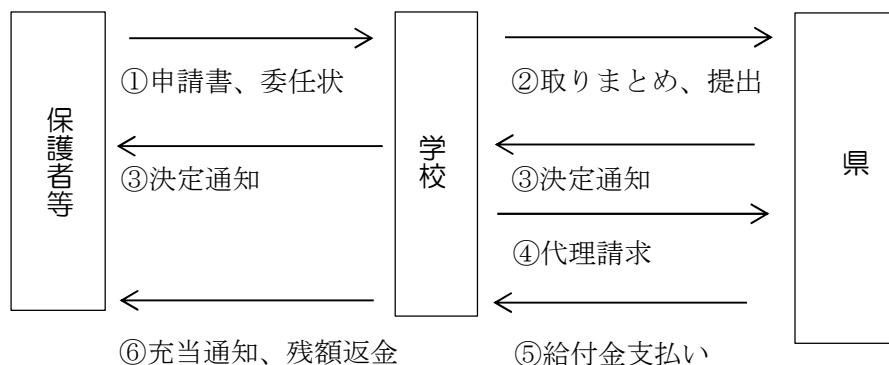 ①申請書、委任状
②取りまとめ、提出
保護者等
学校
県
③決定通知
③決定通知
④代理請求
⑥充当通知、残額返金
⑤給付金支払い